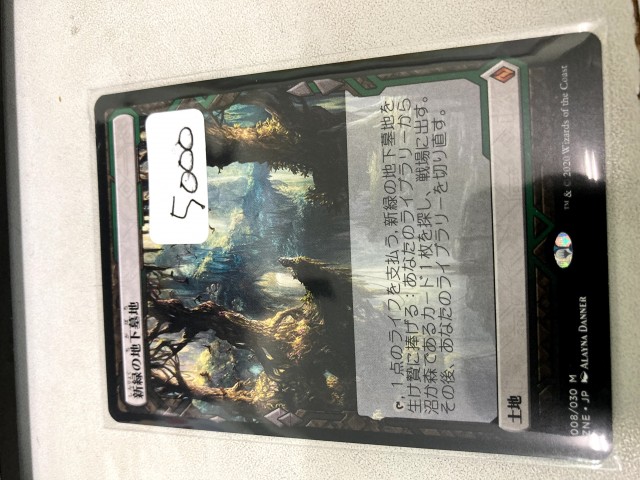 新緑の地下墓地
5000
, 1点のライフを支払う, 新緑の地下墓地を
生け贄に捧げる：あなたのライブラリーから
沼か森であるカード1枚を探し、戦場に出す。
その後、あなたのライブラリーを切り直す。
土地
008/030 M
ZNE • JP ALAYNA DANNER
™ & © 2020 Wizards of the Coast